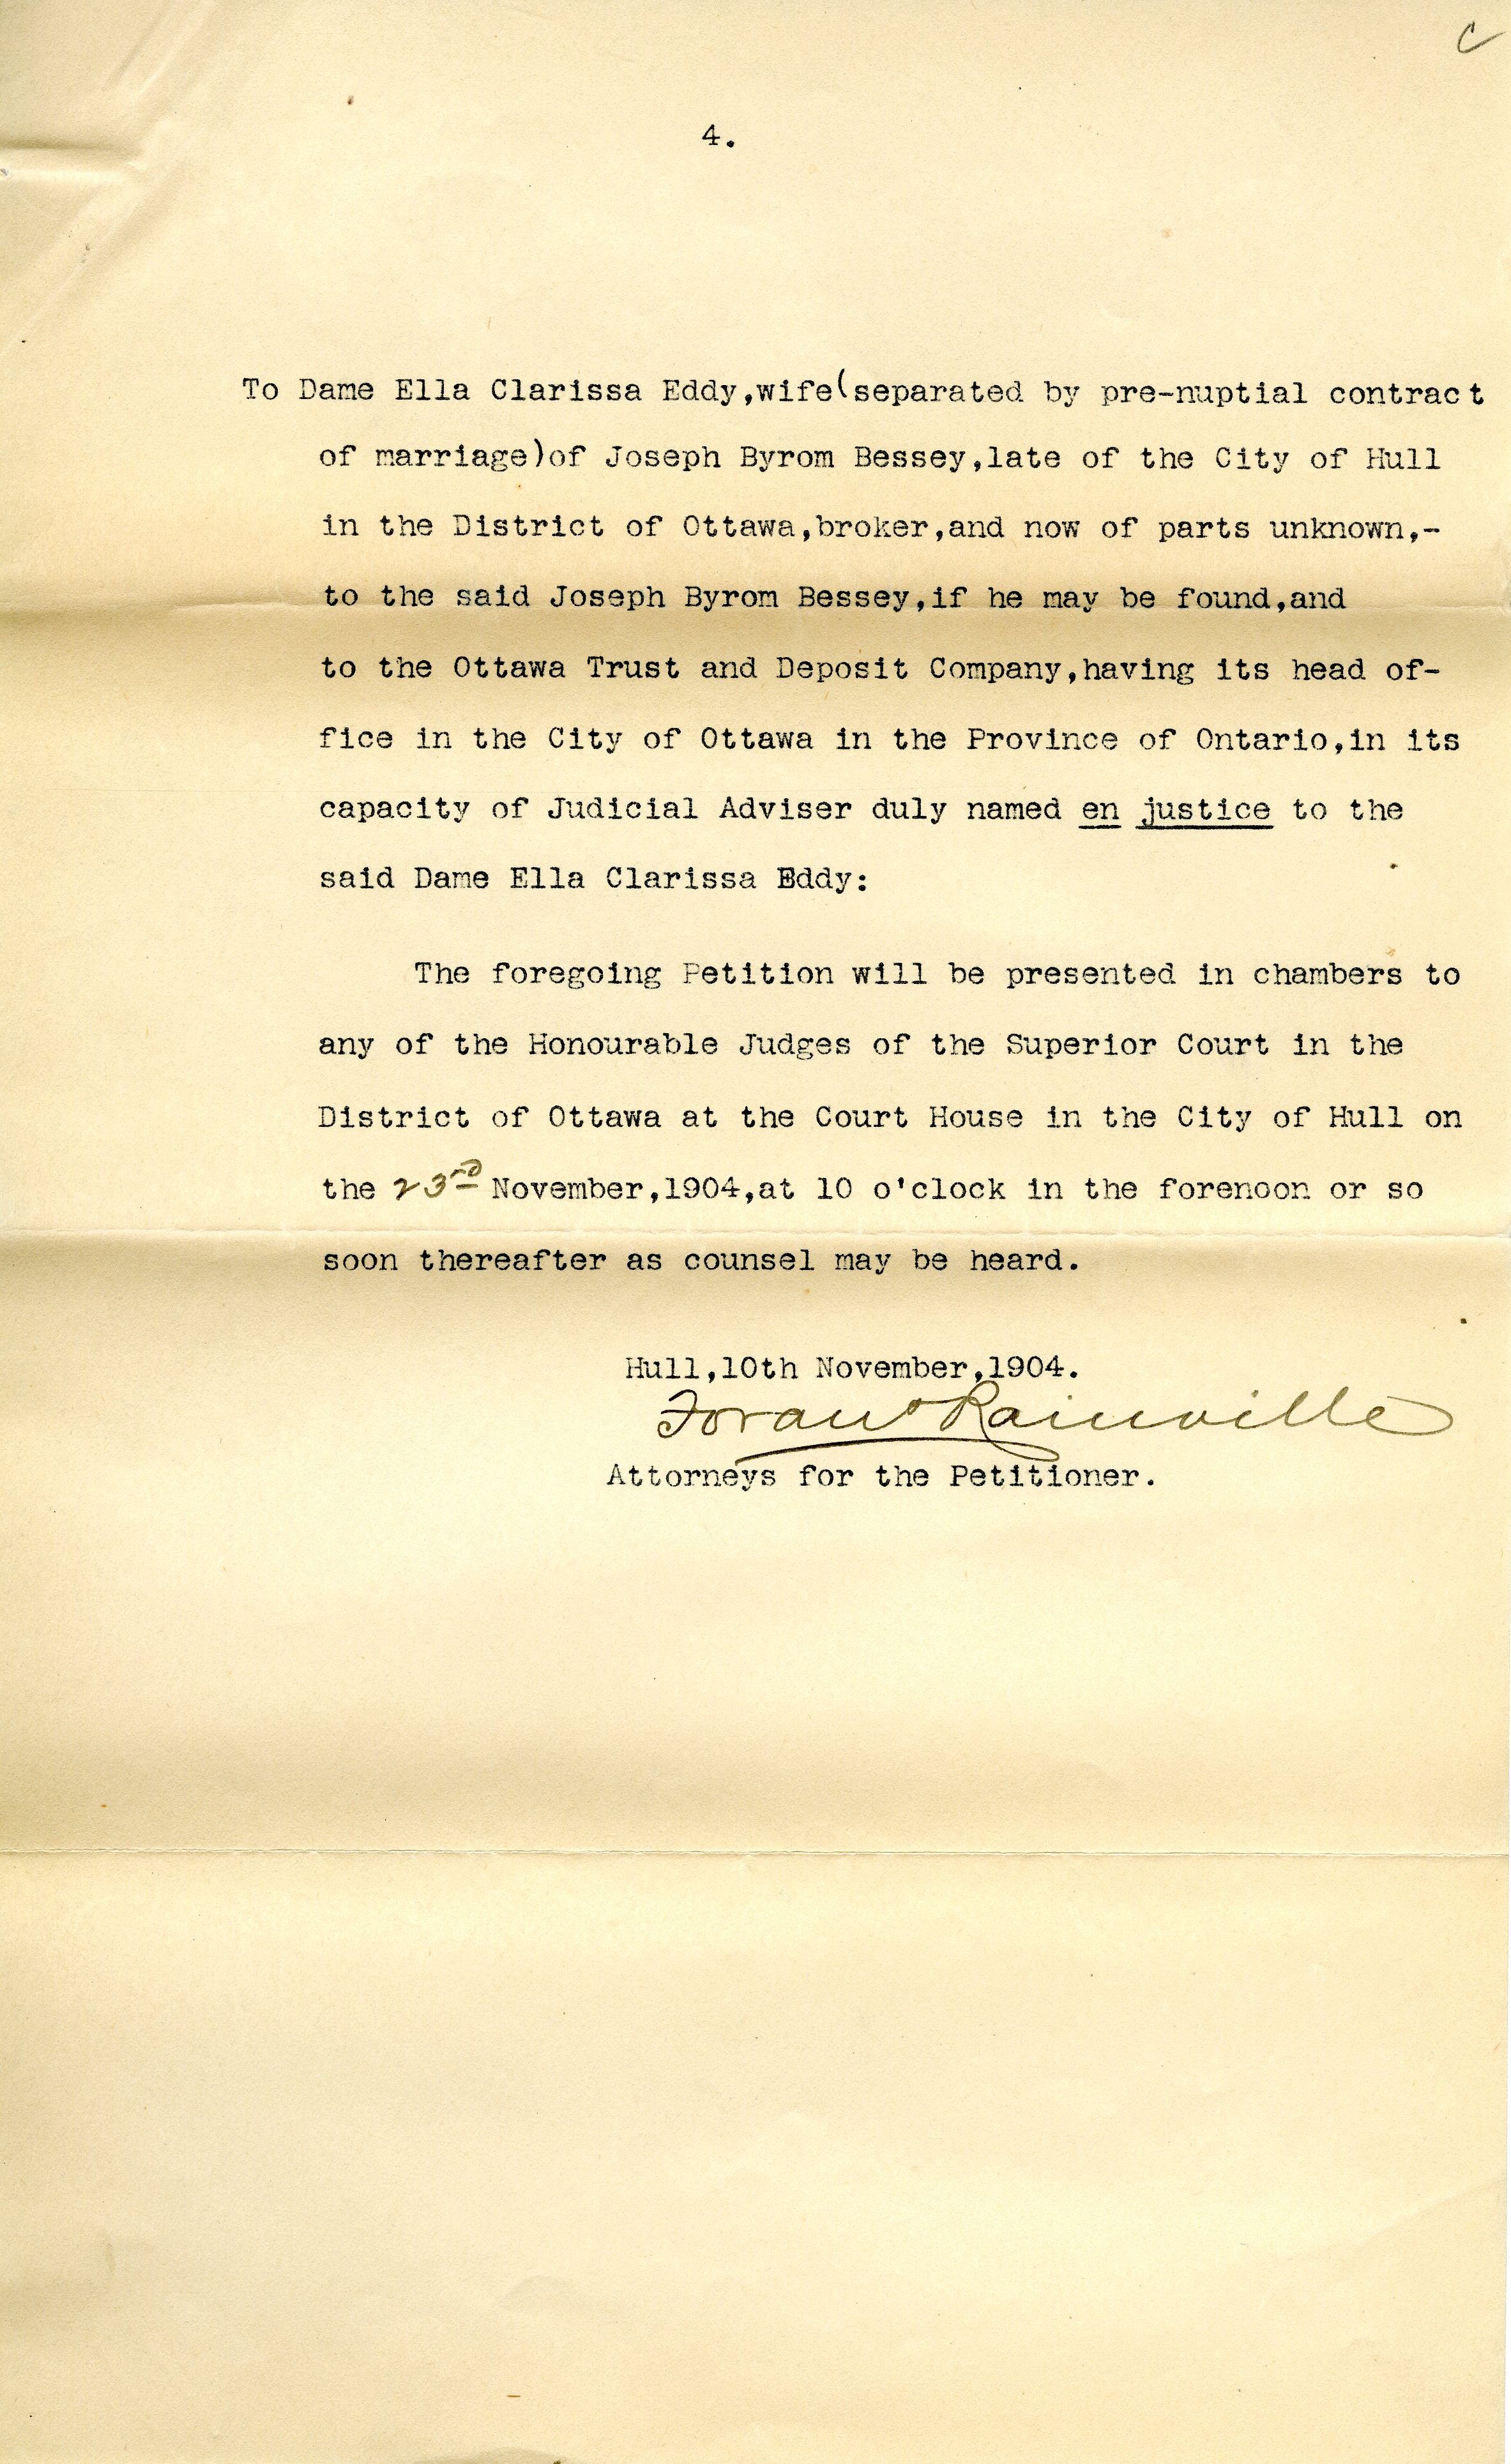 4.
To Dame Ella Clarissa Eddy,wife(separated by pre-nuptial contract
of marriage)of Joseph Byrom Bessey,late of the City of Hull
in the District of Ottawa,broker,and now of parts unknown,-
to the said Joseph Byrom Bessey,if he may be found,and
to the Ottawa Trust and Deposit Company,having its head of-
fice in the City of Ottawa in the Province of Ontario,in its
capacity of Judicial Adviser duly named en justice to the
said Dame Ella Clarissa Eddy:
The foregoing Petition will be presented in chambers to
any of the Honourable Judges of the Superior Court in the
District of Ottawa at the Court House in the City of Hull on
the 23rd November,1904,at 10 o'clock in the forenoon or so
soon thereafter as counsel may be heard.
Hull,10th November,1904.
Foran & Rainville
Attorneys for the Petitioner.